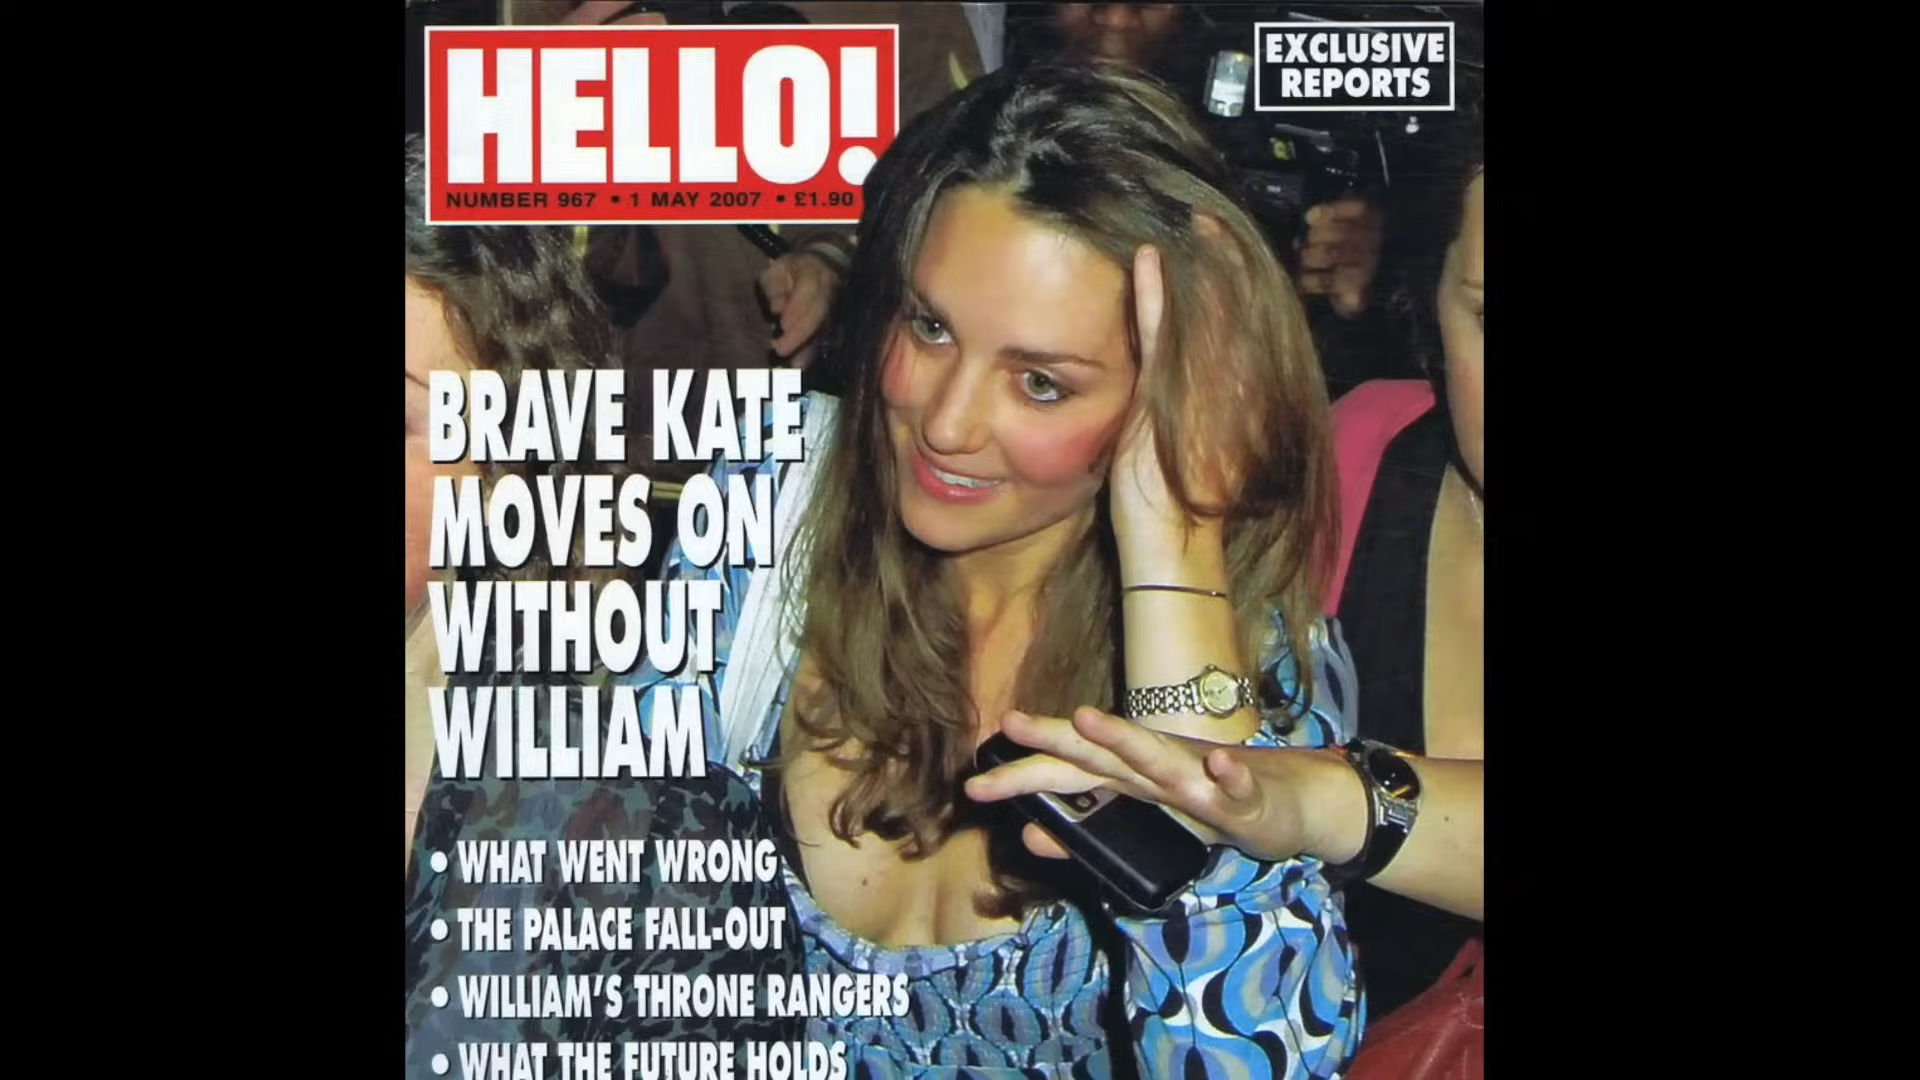 HELLO!
NUMBER 967 • 1 MAY 2007 • £1.90
EXCLUSIVE
REPORTS
BRAVE KATE
MOVES ON
WITHOUT
WILLIAM
• WHAT WENT WRONG
• THE PALACE FALL-OUT
• WILLIAM'S THRONE RANGERS
• WHAT THE FUTURE HOLDS